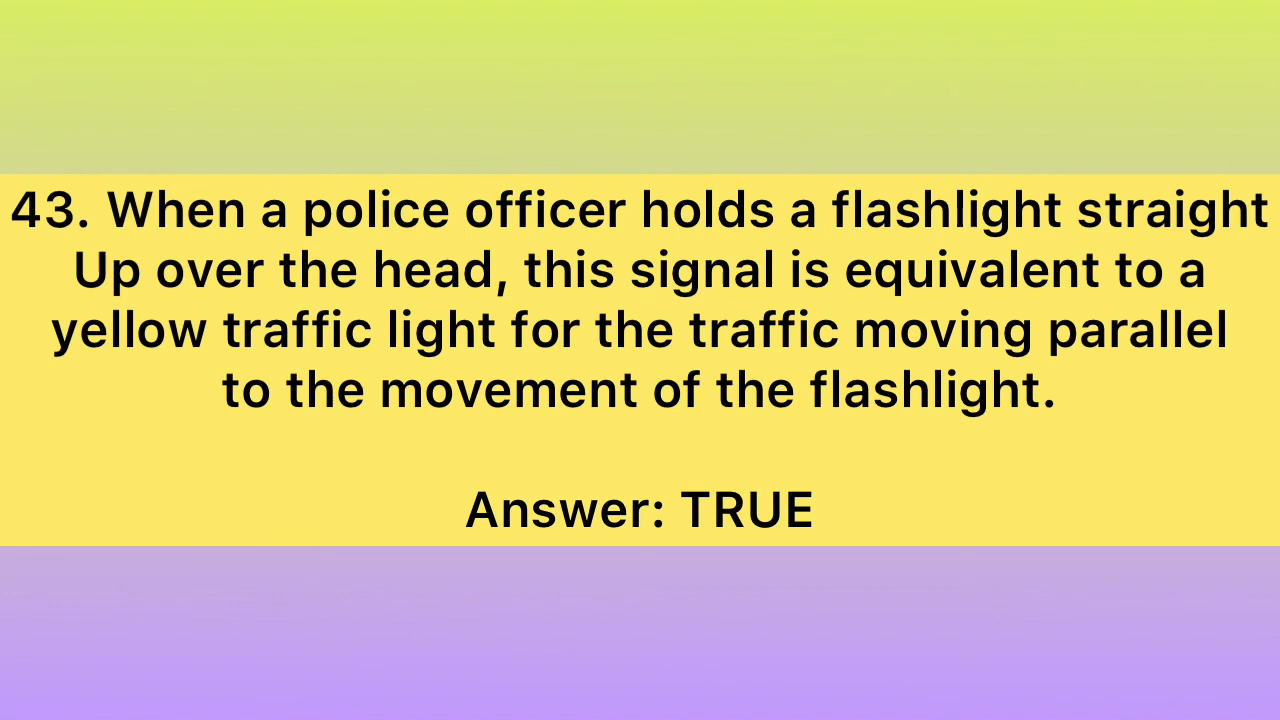 43. When a police officer holds a flashlight straight
Up over the head, this signal is equivalent to a
yellow traffic light for the traffic moving parallel
to the movement of the flashlight.
Answer: TRUE